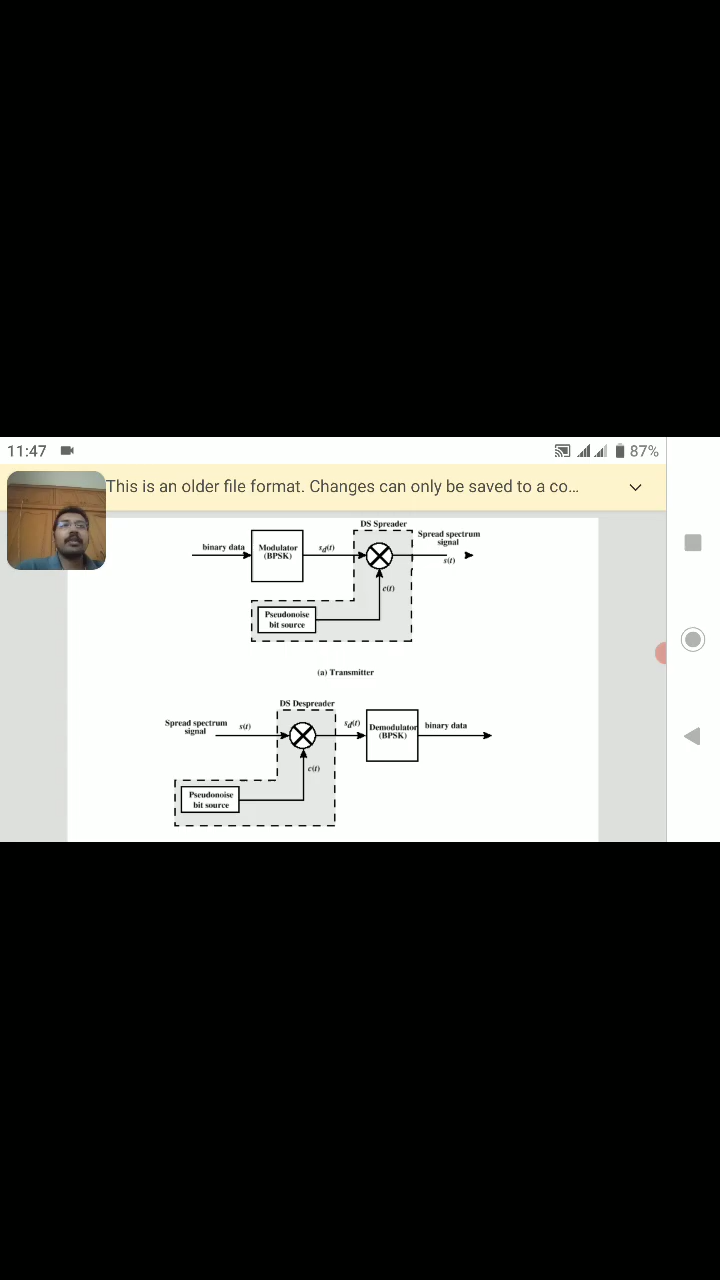 11:47
87%
This is an older file format. Changes can only be saved to a co...
DS Spreader
Spread spectrum
signal
binary data
Modulator
(BPSK)
sd(t)
s(t)
c(t)
Pseudonoise
bit source
(a) Transmitter
DS Despreader
Spread spectrum
signal
s(t)
sd(t)
Demodulator
(BPSK)
binary data
c(t)
Pseudonoise
bit source